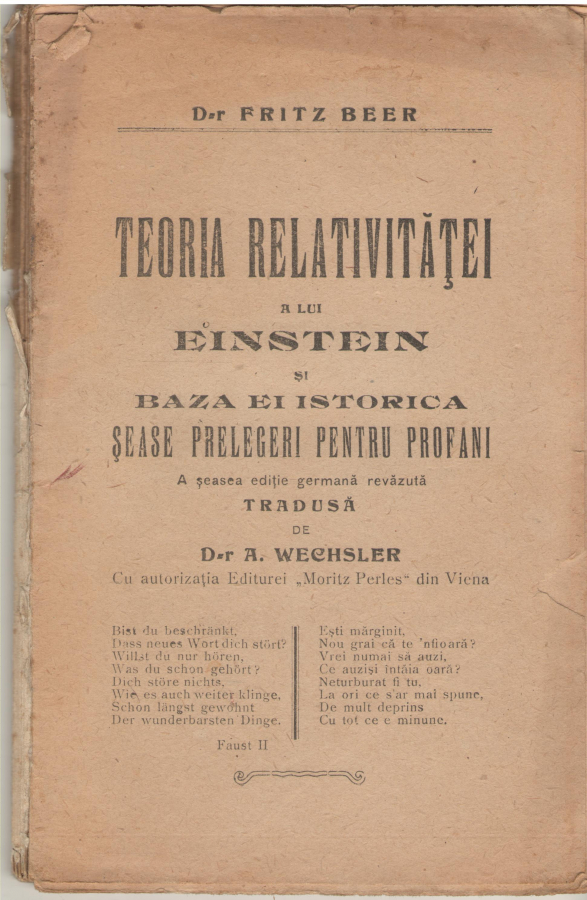 D-r FRITZ BEER
TEORIA RELATIVITĂŢEI
A LUI
EINSTEIN
ŞI
BAZA EI ISTORICA
ŞEASE PRELEGERI PENTRU PROFANI
A şeasea ediţie germană revăzută
TRADUSĂ
DE
D-r A. WECHSLER
Cu autorizaţia Editurei „Moritz Perles“ din Viena
Bist du beschränkt,
Dass neues Wort dich stört?
Willst du nur hören,
Was du schon gehört?
Dich störe nichts,
Wie es auch weiter klinge,
Schon längst gewohnt
Der wunderbarsten Dinge.
Faust II
Eşti mărginit,
Nou grai că te 'nfioară?
Vrei numai să auzi,
Ce auzişi întăia oară?
Neturburat fi tu,
La ori ce s'ar mai spune,
De mult deprins
Cu tot ce e minune.